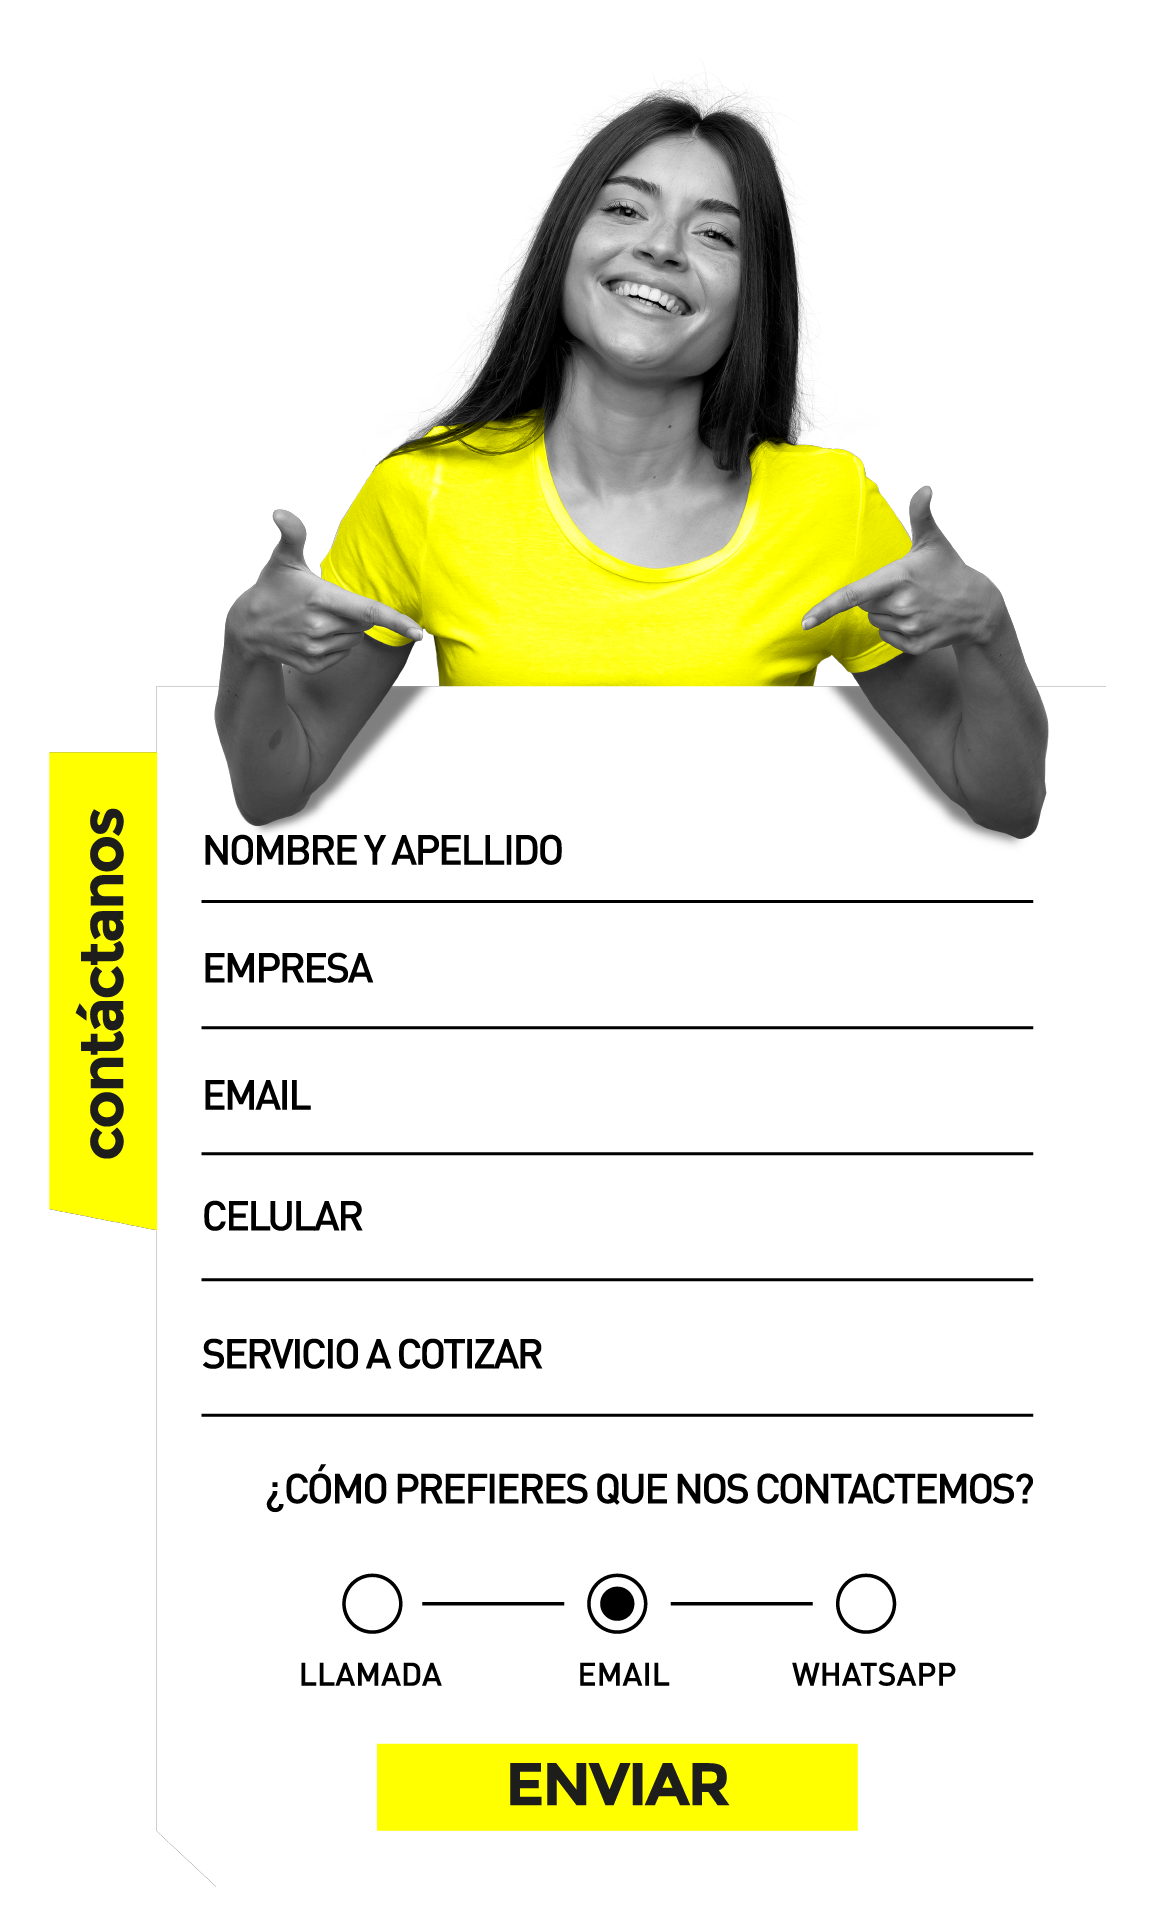 contáctanos
NOMBRE Y APELLIDO
EMPRESA
EMAIL
CELULAR
SERVICIO A COTIZAR
¿CÓMO PREFIERES QUE NOS CONTACTEMOS?
LLAMADA EMAIL WHATSAPP
ENVIAR